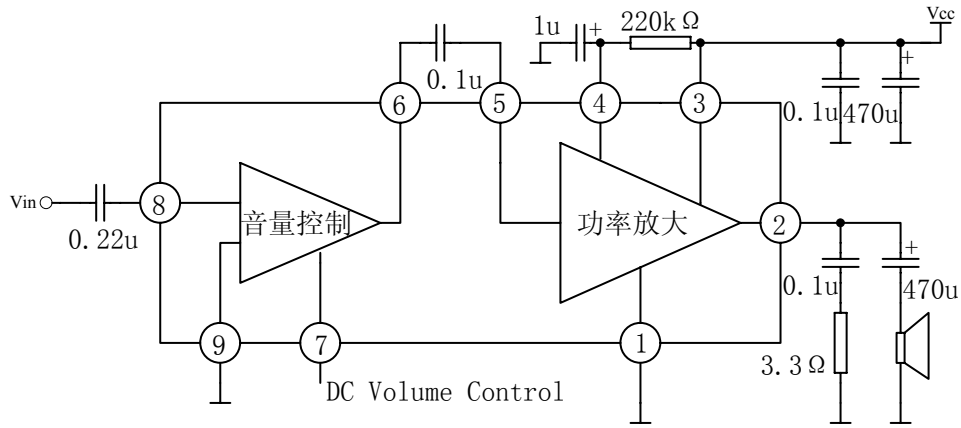 1u
+
220kΩ
Vcc
0.1u
6
5
4
3
+
0.1u
470u
Vin
8
音量控制
功率放大
2
0.22u
+
0.1u
470u
9
7
1
3.3Ω
DC Volume Control